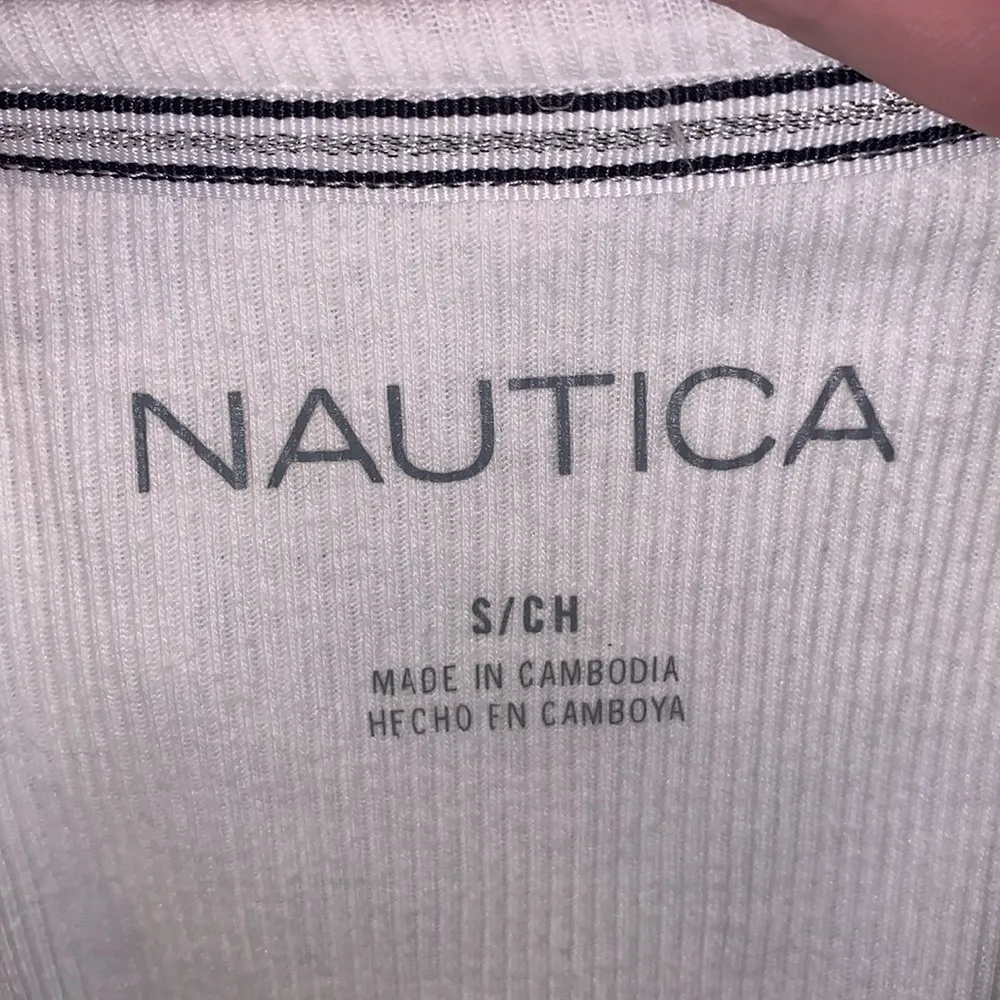 NAUTICA
S/CH
MADE IN CAMBODIA
HECHO EN CAMBOYA